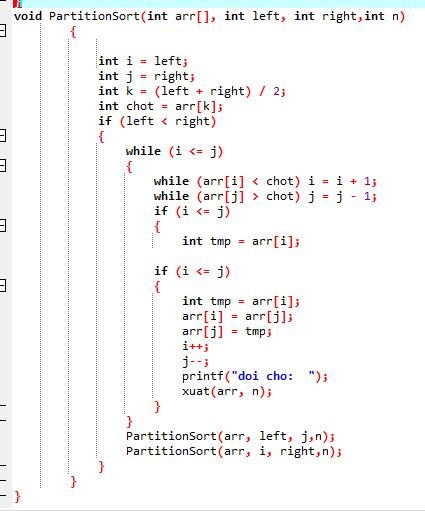 void PartitionSort(int arr[], int left, int right,int n)
{
int i = left;
int j = right;
int k = (left + right) / 2;
int chot = arr[k];
if (left < right)
{
while (i <= j)
{
while (arr[i] < chot) i = i + 1;
while (arr[j] > chot) j = j - 1;
if (i <= j)
{
int tmp = arr[i];
if (i <= j)
{
int tmp = arr[i];
arr[i] = arr[j];
arr[j] = tmp;
i++;
j--;
printf("doi cho:  ");
xuat(arr, n);
}
}
PartitionSort(arr, left, j,n);
PartitionSort(arr, i, right,n);
}
}
}